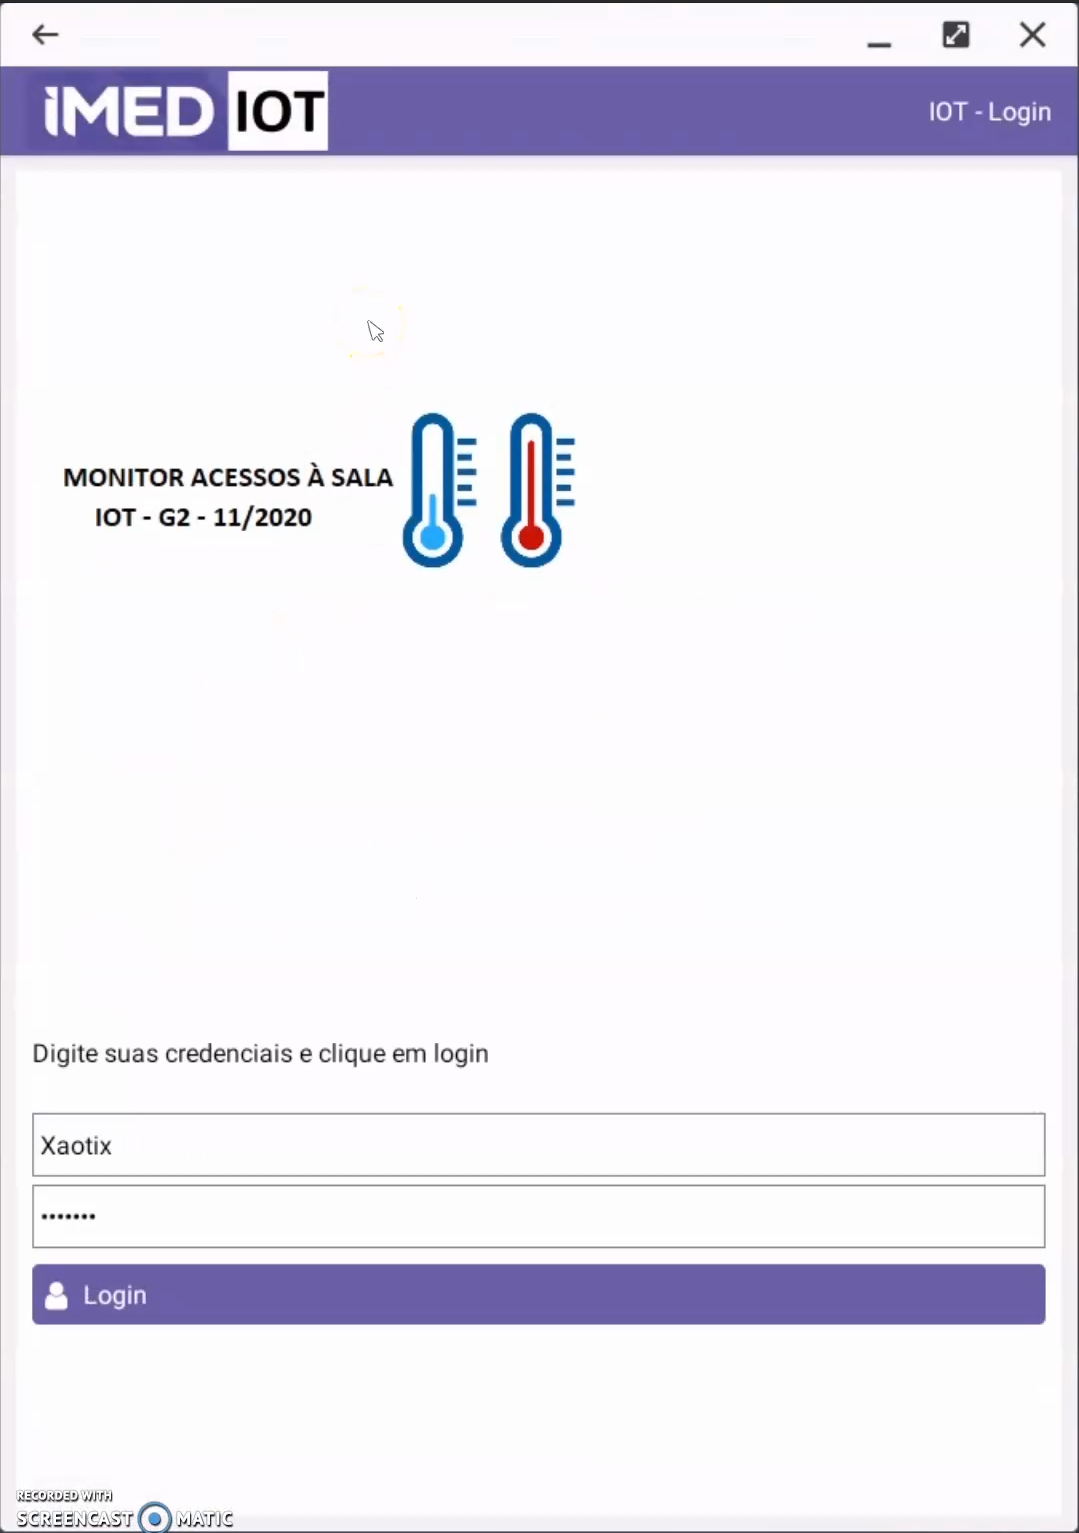 iMED IOT
IOT - Login
MONITOR ACESSOS À SALA
IOT - G2 - 11/2020
Digite suas credenciais e clique em login
Xaotix
•••••••
Login
RECORDED WITH
SCREENCAST MATIC